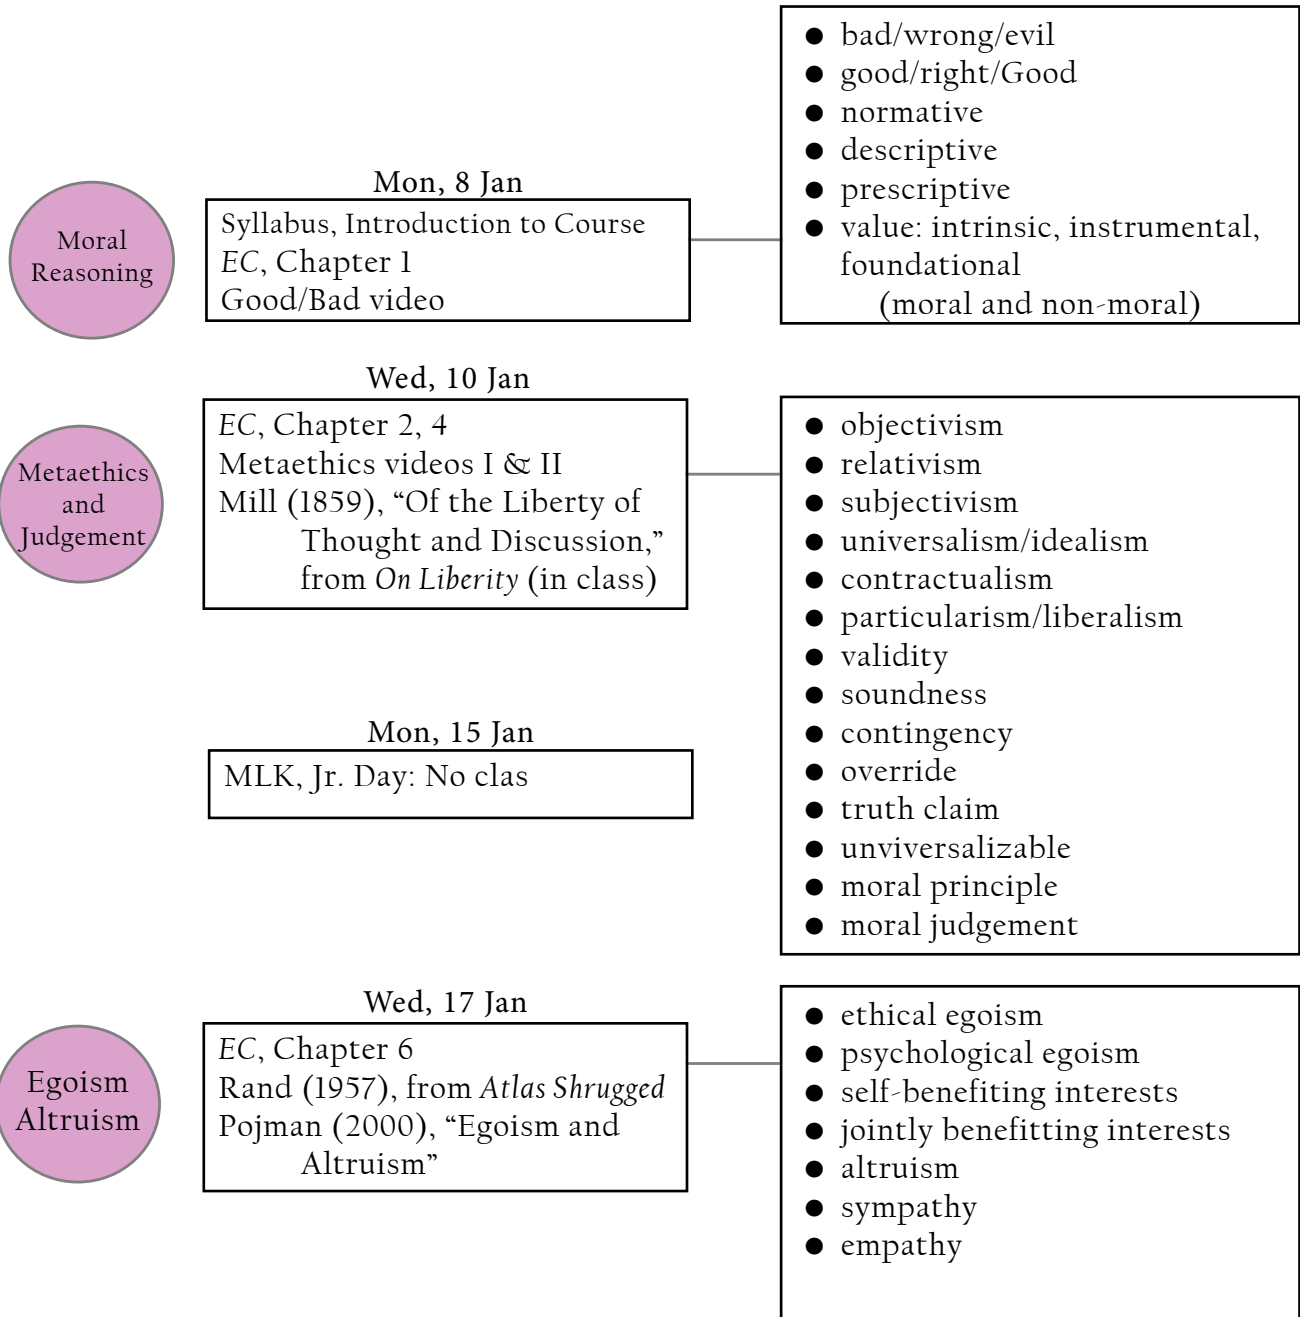 Moral
Reasoning
Mon, 8 Jan
Syllabus, Introduction to Course
EC, Chapter 1
Good/Bad video
● bad/wrong/evil
● good/right/Good
● normative
● descriptive
● prescriptive
● value: intrinsic, instrumental,
foundational
(moral and non-moral)
Metaethics
and
Judgement
Wed, 10 Jan
EC, Chapter 2, 4
Metaethics videos I & II
Mill (1859), “Of the Liberty of
Thought and Discussion,”
from On Liberity (in class)
● objectivism
● relativism
● subjectivism
● universalism/idealism
● contractualism
● particularism/liberalism
● validity
● soundness
● contingency
● override
● truth claim
● unviversalizable
● moral principle
● moral judgement
Mon, 15 Jan
MLK, Jr. Day: No clas
Egoism
Altruism
Wed, 17 Jan
EC, Chapter 6
Rand (1957), from Atlas Shrugged
Pojman (2000), “Egoism and
Altruism”
● ethical egoism
● psychological egoism
● self-benefiting interests
● jointly benefitting interests
● altruism
● sympathy
● empathy